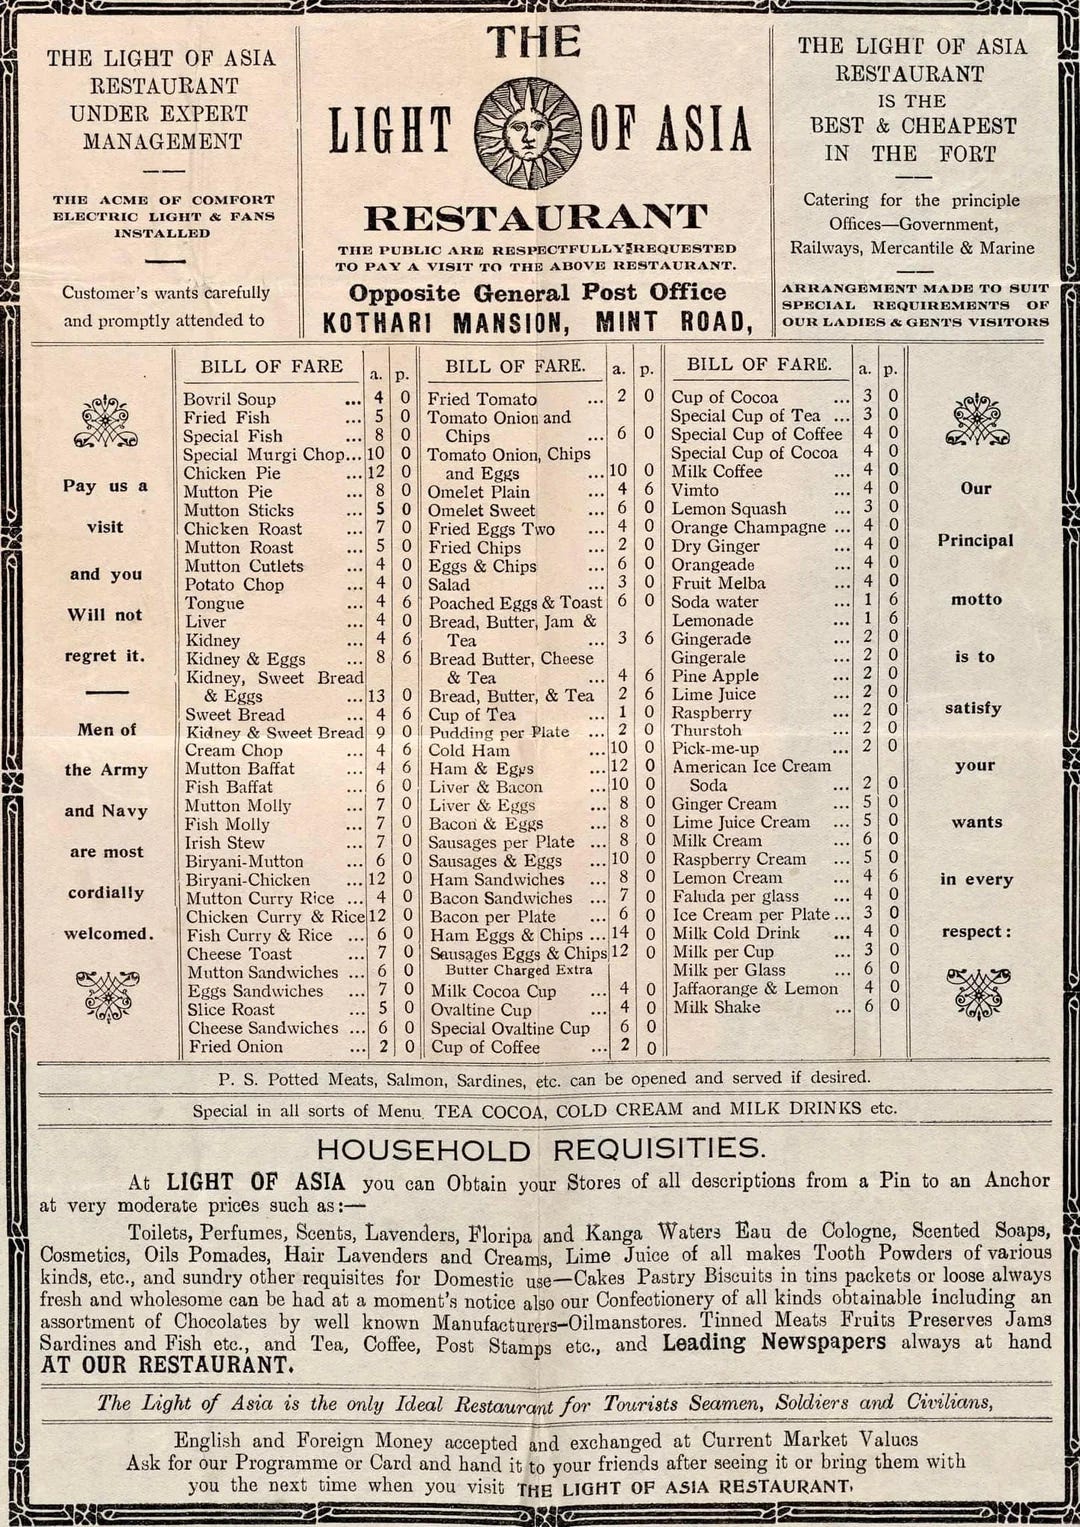 THE LIGHT OF ASIA
RESTAURANT
UNDER EXPERT
MANAGEMENT
THE ACME OF COMFORT
ELECTRIC LIGHT & FANS
INSTALLED
Customer's wants carefully
and promptly attended to
THE
LIGHT OF ASIA
RESTAURANT
THE PUBLIC ARE RESPECTFULLY REQUESTED
TO PAY A VISIT TO THE ABOVE RESTAURANT.
Opposite General Post Office
KOTHARI MANSION, MINT ROAD,
THE LIGHT OF ASIA
RESTAURANT
IS THE
BEST & CHEAPEST
IN THE FORT
Catering for the principle
Offices—Government,
Railways, Mercantile & Marine
ARRANGEMENT MADE TO SUIT
SPECIAL REQUIREMENTS OF
OUR LADIES & GENTS VISITORS
Pay us a
visit
and you
Will not
regret it.
Men of
the Army
and Navy
are most
cordially
welcomed.
BILL OF FARE a. p.
Bovril Soup ... 4 0
Fried Fish ... 5 0
Special Fish ... 8 0
Special Murgi Chop... 10 0
Chicken Pie ... 12 0
Mutton Pie ... 8 0
Mutton Sticks ... 5 0
Chicken Roast ... 7 0
Mutton Roast ... 5 0
Mutton Cutlets ... 4 0
Potato Chop ... 4 0
Tongue ... 4 6
Liver ... 4 0
Kidney ... 4 6
Kidney & Eggs ... 8 6
Kidney, Sweet Bread
& Eggs ... 13 0
Sweet Bread ... 4 6
Kidney & Sweet Bread 9 0
Cream Chop ... 4 6
Mutton Baffat ... 4 6
Fish Baffat ... 6 0
Mutton Molly ... 7 0
Fish Molly ... 7 0
Irish Stew ... 7 0
Biryani-Mutton ... 6 0
Biryani-Chicken ... 12 0
Mutton Curry Rice ... 4 0
Chicken Curry & Rice 12 0
Fish Curry & Rice ... 6 0
Cheese Toast ... 7 0
Mutton Sandwiches ... 6 0
Eggs Sandwiches ... 7 0
Slice Roast ... 5 0
Cheese Sandwiches ... 6 0
Fried Onion ... 2 0
BILL OF FARE. a. p.
Fried Tomato ... 2 0
Tomato Onion and
Chips ... 6 0
Tomato Onion, Chips
and Eggs ... 10 0
Omelet Plain ... 4 6
Omelet Sweet ... 6 0
Fried Eggs Two ... 4 0
Fried Chips ... 2 0
Eggs & Chips ... 6 0
Salad ... 3 0
Poached Eggs & Toast 6 0
Bread, Butter, Jam &
Tea ... 3 6
Bread Butter, Cheese
& Tea ... 4 6
Bread, Butter, & Tea 2 6
Cup of Tea ... 1 0
Pudding per Plate ... 2 0
Cold Ham ... 10 0
Ham & Eggs ... 12 0
Liver & Bacon ... 10 0
Liver & Eggs ... 8 0
Bacon & Eggs ... 8 0
Sausages per Plate ... 8 0
Sausages & Eggs ... 10 0
Ham Sandwiches ... 8 0
Bacon Sandwiches ... 7 0
Bacon per Plate ... 6 0
Ham Eggs & Chips ... 14 0
Sausages Eggs & Chips 12 0
Butter Charged Extra
Milk Cocoa Cup ... 4 0
Ovaltine Cup ... 4 0
Special Ovaltine Cup 6 0
Cup of Coffee ... 2 0
BILL OF FARE. a. p.
Cup of Cocoa ... 3 0
Special Cup of Tea ... 3 0
Special Cup of Coffee 4 0
Special Cup of Cocoa 4 0
Milk Coffee ... 4 0
Vimto ... 4 0
Lemon Squash ... 3 0
Orange Champagne ... 4 0
Dry Ginger ... 4 0
Orangeade ... 4 0
Fruit Melba ... 4 0
Soda water ... 1 6
Lemonade ... 1 6
Gingerade ... 2 0
Gingerale ... 2 0
Pine Apple ... 2 0
Lime Juice ... 2 0
Raspberry ... 2 0
Thurstoh ... 2 0
Pick-me-up ... 2 0
American Ice Cream
Soda ... 2 0
Ginger Cream ... 5 0
Lime Juice Cream ... 5 0
Milk Cream ... 6 0
Raspberry Cream ... 5 0
Lemon Cream ... 4 6
Faluda per glass ... 4 0
Ice Cream per Plate ... 3 0
Milk Cold Drink ... 4 0
Milk per Cup ... 3 0
Milk per Glass ... 6 0
Jaffaorange & Lemon 4 0
Milk Shake ... 6 0
Our
Principal
motto
is to
satisfy
your
wants
in every
respect:
P. S. Potted Meats, Salmon, Sardines, etc. can be opened and served if desired.
Special in all sorts of Menu TEA COCOA, COLD CREAM and MILK DRINKS etc.
HOUSEHOLD REQUISITIES.
At LIGHT OF ASIA you can Obtain your Stores of all descriptions from a Pin to an Anchor
at very moderate prices such as:—
Toilets, Perfumes, Scents, Lavenders, Floripa and Kanga Waters Eau de Cologne, Scented Soaps,
Cosmetics, Oils Pomades, Hair Lavenders and Creams, Lime Juice of all makes Tooth Powders of various
kinds, etc., and sundry other requisites for Domestic use—Cakes Pastry Biscuits in tins packets or loose always
fresh and wholesome can be had at a moment's notice also our Confectionery of all kinds obtainable including an
assortment of Chocolates by well known Manufacturers—Oilmanstores. Tinned Meats Fruits Preserves Jams
Sardines and Fish etc., and Tea, Coffee, Post Stamps etc., and Leading Newspapers always at hand
AT OUR RESTAURANT.
The Light of Asia is the only Ideal Restaurant for Tourists Seamen, Soldiers and Civilians,
English and Foreign Money accepted and exchanged at Current Market Values
Ask for our Programme or Card and hand it to your friends after seeing it or bring them with
you the next time when you visit THE LIGHT OF ASIA RESTAURANT.